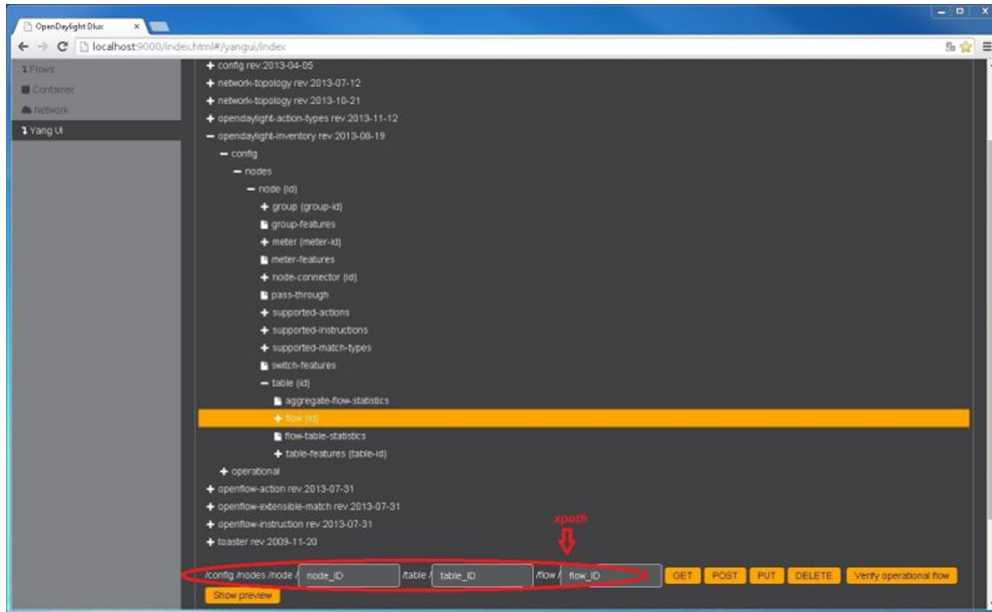 OpenDaylight Dlux
localhost:9000/index.html#/yangui/index
Flows
Container
Network
Yang UI
config rev.2013-04-05
network-topology rev.2013-07-12
network-topology rev.2013-10-21
opendaylight-action-types rev.2013-11-12
opendaylight-inventory rev.2013-08-19
config
nodes
node (id)
group (group-id)
group-features
meter (meter-id)
meter-features
node-connector (id)
pass-through
supported-actions
supported-instructions
supported-match-types
switch-features
table (id)
aggregate-flow-statistics
flow (id)
flow-table-statistics
table-features (table-id)
operational
openflow-action rev.2013-07-31
openflow-extensible-match rev.2013-07-31
openflow-instruction rev.2013-07-31
toaster rev.2009-11-20
xpath
/config /nodes /node / node_ID /table / table_ID /flow / flow_ID GET POST PUT DELETE Verify operational flow
Show preview